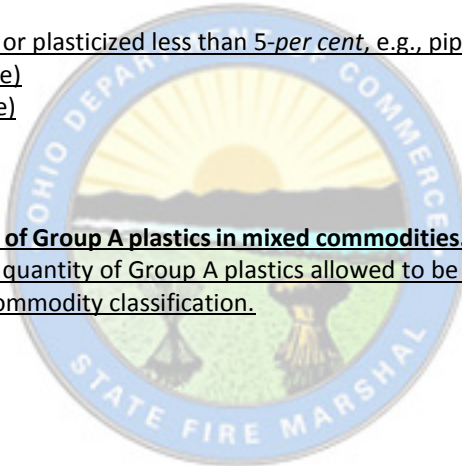 or plasticized less than 5-per cent, e.g., pip
e)
e)
of Group A plastics in mixed commodities.
quantity of Group A plastics allowed to be
ommodity classification.
OHIO DEPARTMENT OF COMMERCE
STATE FIRE MARSHAL